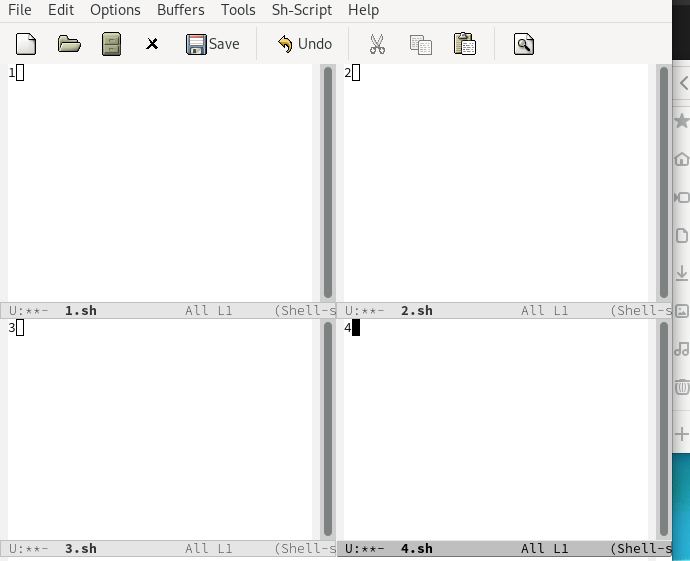 File Edit Options Buffers Tools Sh-Script Help
Save Undo
1
2
U:**- 1.sh All L1 (Shell-s
U:**- 2.sh All L1 (Shell-s
3
4
U:**- 3.sh All L1 (Shell-s
U:**- 4.sh All L1 (Shell-s